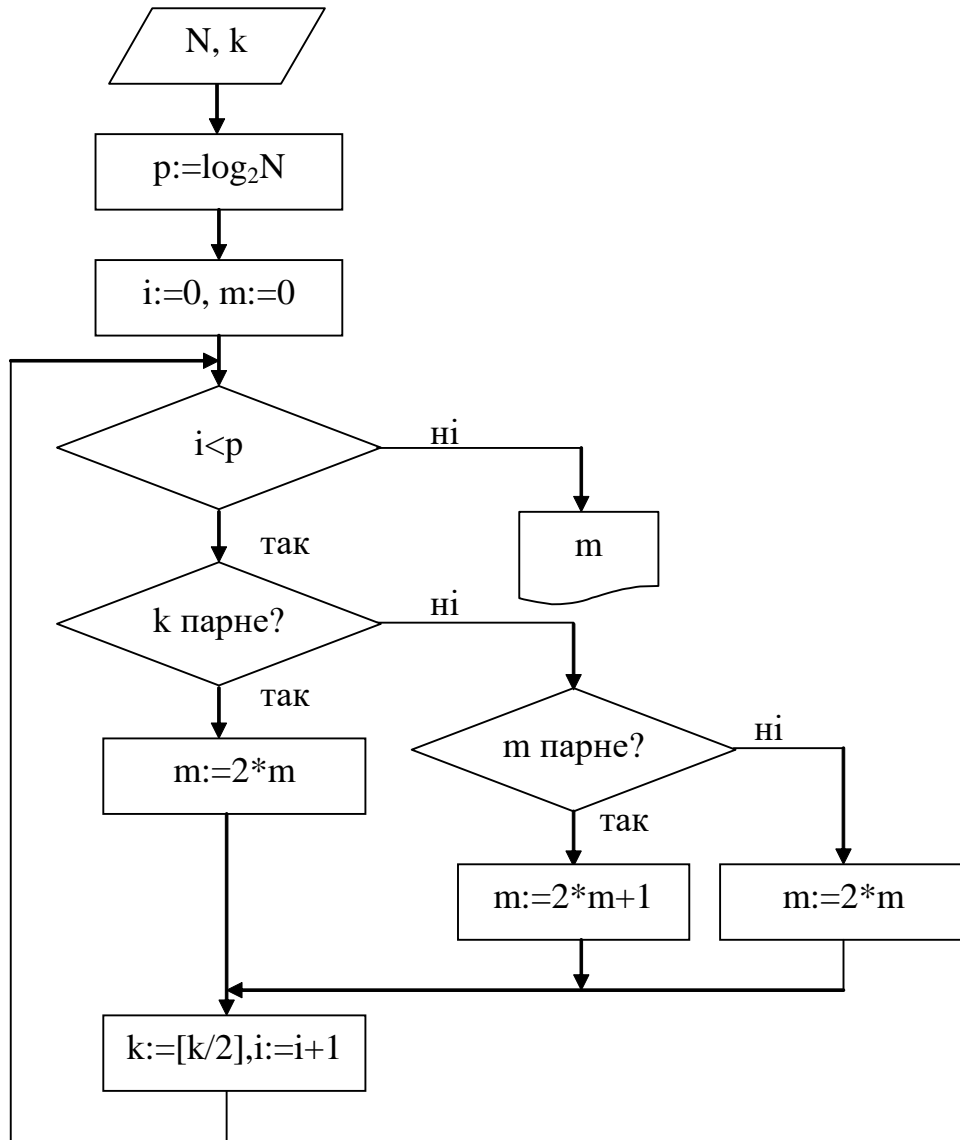 N, k
p:=log₂N
i:=0, m:=0
i<p
ні
так
m
k парне?
ні
так
m парне?
ні
так
m:=2*m
m:=2*m+1
m:=2*m
k:=[k/2],i:=i+1